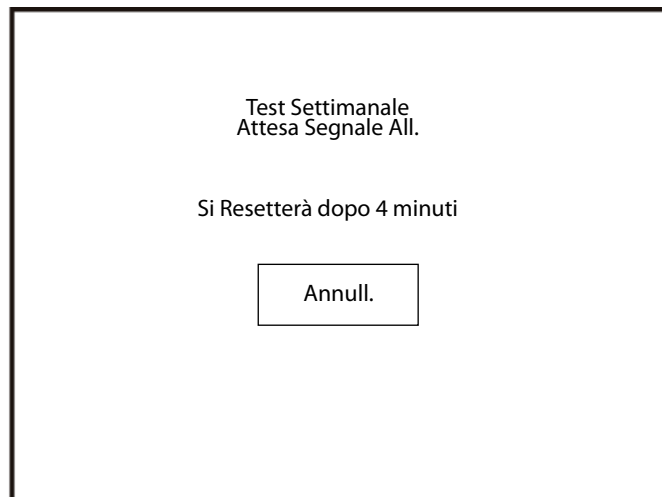 Test Settimanale
Attesa Segnale All.
Si Resetterà dopo 4 minuti
Annull.